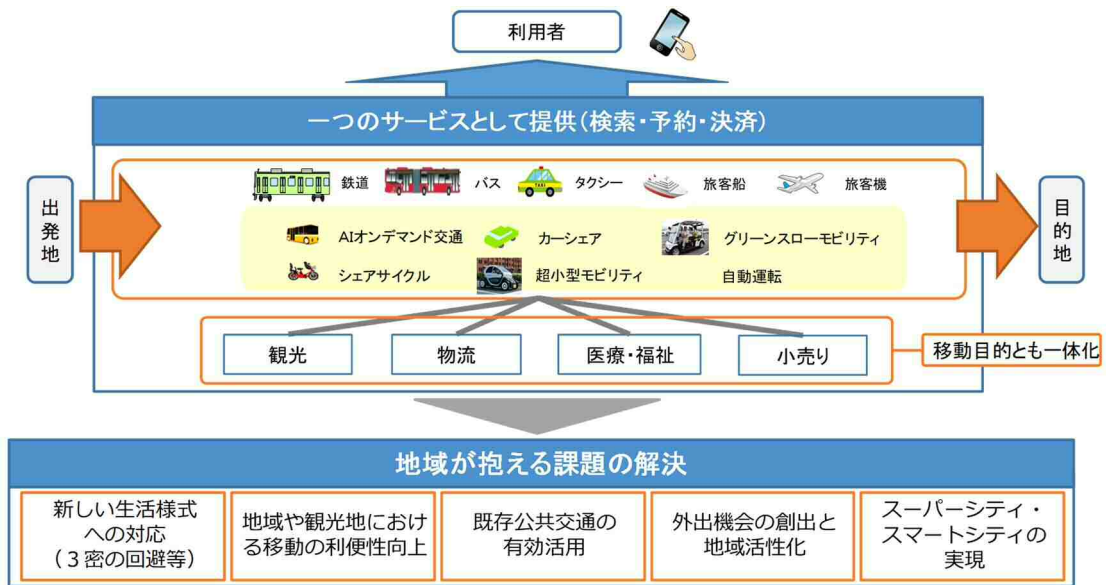 利用者
一つのサービスとして提供(検索・予約・決済)
出発地
鉄道
バス
TAXI
タクシー
旅客船
旅客機
AIオンデマンド交通
カーシェア
グリーンスローモビリティ
シェアサイクル
超小型モビリティ
自動運転
目的地
観光
物流
医療・福祉
小売り
移動目的とも一体化
地域が抱える課題の解決
新しい生活様式
への対応
(3密の回避等)
地域や観光地におけ
る移動の利便性向上
既存公共交通の
有効活用
外出機会の創出と
地域活性化
スーパーシティ・
スマートシティの
実現